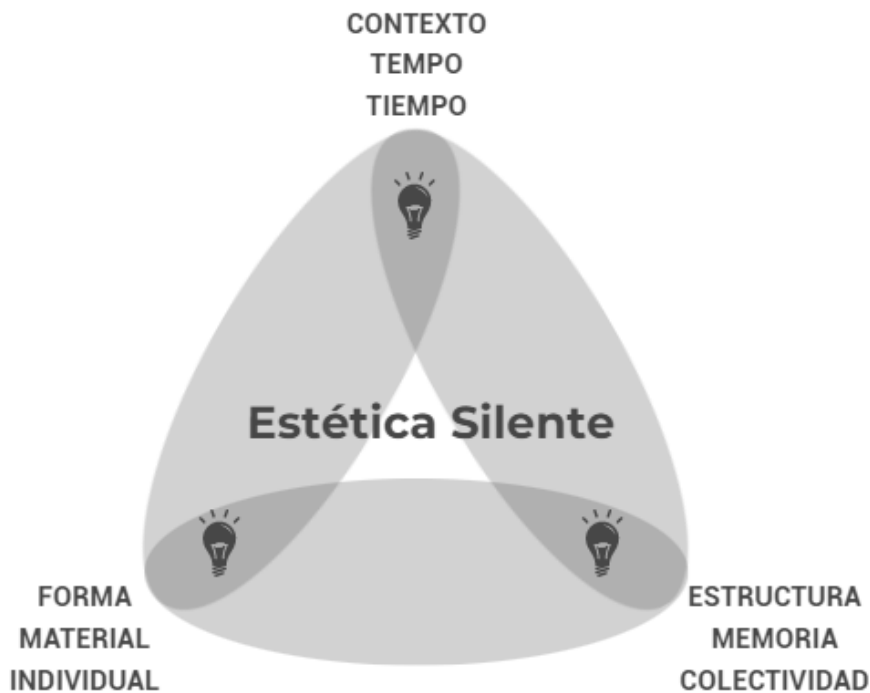 CONTEXTO
TEMPO
TIEMPO
Estética Silente
FORMA
MATERIAL
INDIVIDUAL
ESTRUCTURA
MEMORIA
COLECTIVIDAD